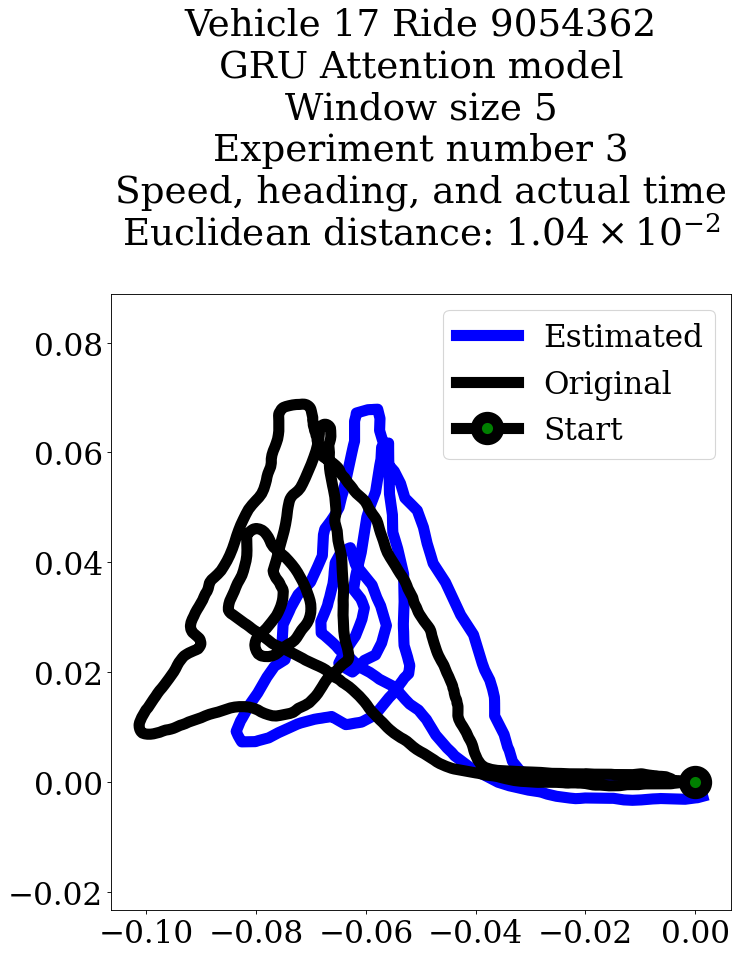 Vehicle 17 Ride 9054362
GRU Attention model
Window size 5
Experiment number 3
Speed, heading, and actual time
Euclidean distance: 1.04 × 10⁻²
Estimated
Original
Start
0.08
0.06
0.04
0.02
0.00
−0.02
−0.10 −0.08 −0.06 −0.04 −0.02 0.00